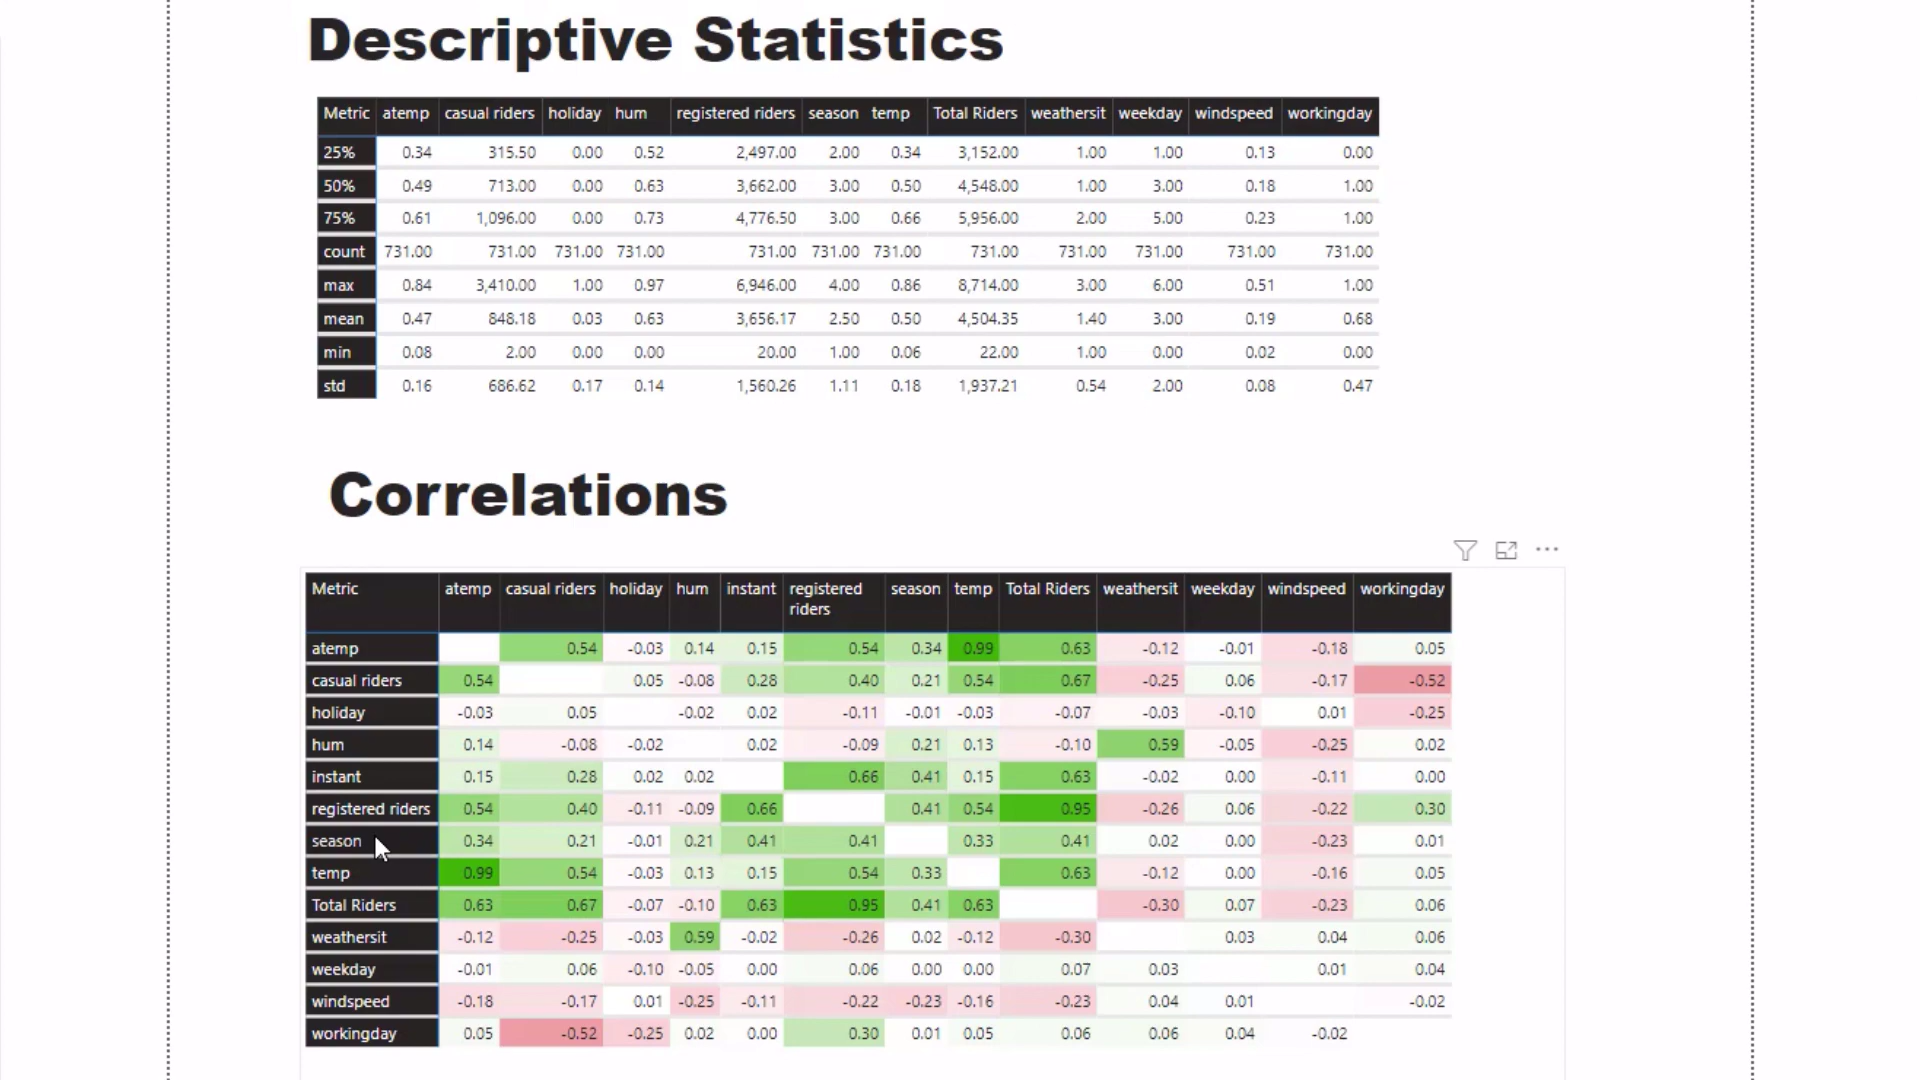 Descriptive Statistics
Metric atemp casual riders holiday hum registered riders season temp Total Riders weathersit weekday windspeed workingday
25% 0.34 315.50 0.00 0.52 2,497.00 2.00 0.34 3,152.00 1.00 1.00 0.13 0.00
50% 0.49 713.00 0.00 0.63 3,662.00 3.00 0.50 4,548.00 1.00 3.00 0.18 1.00
75% 0.61 1,096.00 0.00 0.73 4,776.50 3.00 0.66 5,956.00 2.00 5.00 0.23 1.00
count 731.00 731.00 731.00 731.00 731.00 731.00 731.00 731.00 731.00 731.00 731.00 731.00
max 0.84 3,410.00 1.00 0.97 6,946.00 4.00 0.86 8,714.00 3.00 6.00 0.51 1.00
mean 0.47 848.18 0.03 0.63 3,656.17 2.50 0.50 4,504.35 1.40 3.00 0.19 0.68
min 0.08 2.00 0.00 0.00 20.00 1.00 0.06 22.00 1.00 0.00 0.02 0.00
std 0.16 686.62 0.17 0.14 1,560.26 1.11 0.18 1,937.21 0.54 2.00 0.08 0.47
Correlations
Metric atemp casual riders holiday hum instant registered riders season temp Total Riders weathersit weekday windspeed workingday
atemp 0.54 -0.03 0.14 0.15 0.54 0.34 0.99 0.63 -0.12 -0.01 -0.18 0.05
casual riders 0.54 0.05 -0.08 0.28 0.40 0.21 0.54 0.67 -0.25 0.06 -0.17 -0.52
holiday -0.03 0.05 -0.02 0.02 -0.11 -0.01 -0.03 -0.07 -0.03 -0.10 0.01 -0.25
hum 0.14 -0.08 -0.02 0.02 -0.09 0.21 0.13 -0.10 0.59 -0.05 -0.25 0.02
instant 0.15 0.28 0.02 0.02 0.66 0.41 0.15 0.63 -0.02 0.00 -0.11 0.00
registered riders 0.54 0.40 -0.11 -0.09 0.66 0.41 0.54 0.95 -0.26 0.06 -0.22 0.30
season 0.34 0.21 -0.01 0.21 0.41 0.41 0.33 0.41 0.02 0.00 -0.23 0.01
temp 0.99 0.54 -0.03 0.13 0.15 0.54 0.33 0.63 -0.12 0.00 -0.16 0.05
Total Riders 0.63 0.67 -0.07 -0.10 0.63 0.95 0.41 0.63 -0.30 0.07 -0.23 0.06
weathersit -0.12 -0.25 -0.03 0.59 -0.02 -0.26 0.02 -0.12 -0.30 0.03 0.04 0.06
weekday -0.01 0.06 -0.10 -0.05 0.00 0.06 0.00 0.00 0.07 0.03 0.01 0.04
windspeed -0.18 -0.17 0.01 -0.25 -0.11 -0.22 -0.23 -0.16 -0.23 0.04 0.01 -0.02
workingday 0.05 -0.52 -0.25 0.02 0.00 0.30 0.01 0.05 0.06 0.06 0.04 -0.02